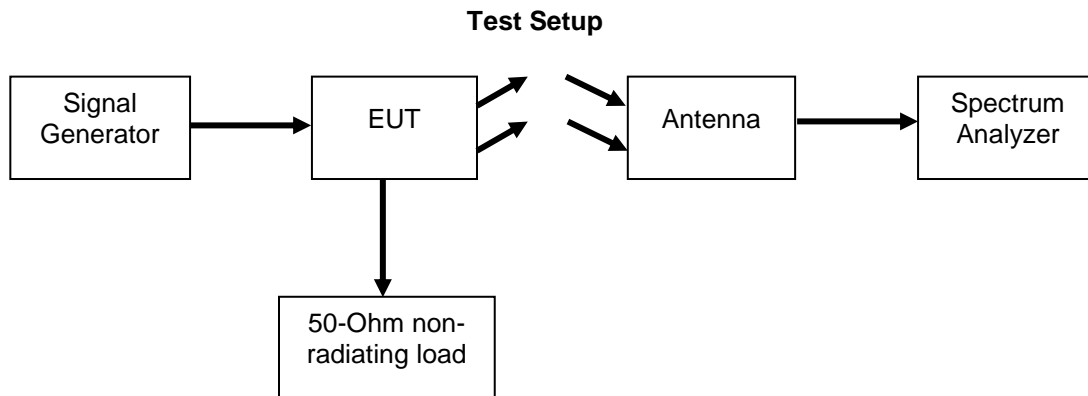 Test Setup
Signal
Generator
EUT
Antenna
Spectrum
Analyzer
50-Ohm non-
radiating load